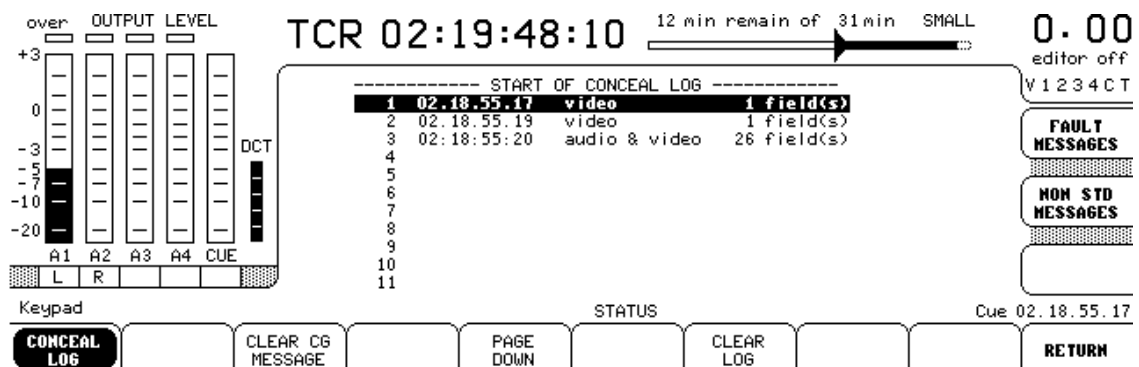 over OUTPUT LEVEL
TCR 02:19:48:10
12 min remain of 31min SMALL
0.00
editor off
V 1 2 3 4 C T
+3
0
-3
-5
-7
-10
-20
DCT
A1 A2 A3 A4 CUE
L R
------------ START OF CONCEAL LOG ------------
1 02.18.55.17 video 1 field(s)
2 02.18.55.19 video 1 field(s)
3 02:18:55:20 audio & video 26 field(s)
4
5
6
7
8
9
10
11
FAULT
MESSAGES
NON STD
MESSAGES
Keypad STATUS Cue 02.18.55.17
CONCEAL
LOG
CLEAR CG
MESSAGE
PAGE
DOWN
CLEAR
LOG
RETURN